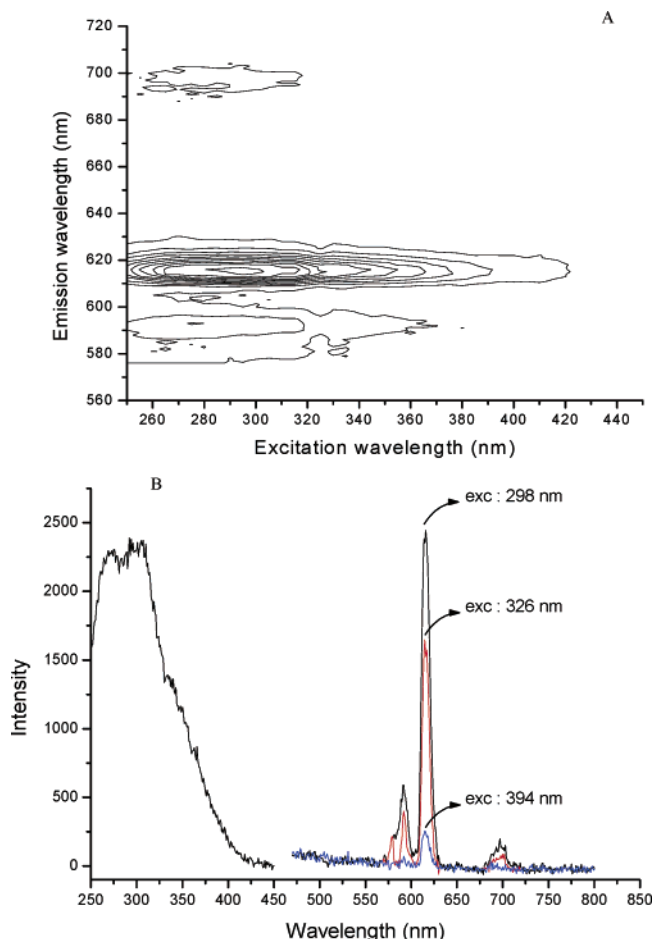 A
720
700
680
660
640
620
600
580
560
Emission wavelength (nm)
260 280 300 320 340 360 380 400 420 440
Excitation wavelength (nm)
B
2500
2000
1500
1000
500
0
Intensity
exc : 298 nm
exc : 326 nm
exc : 394 nm
250 300 350 400 450 500 550 600 650 700 750 800 850
Wavelength (nm)